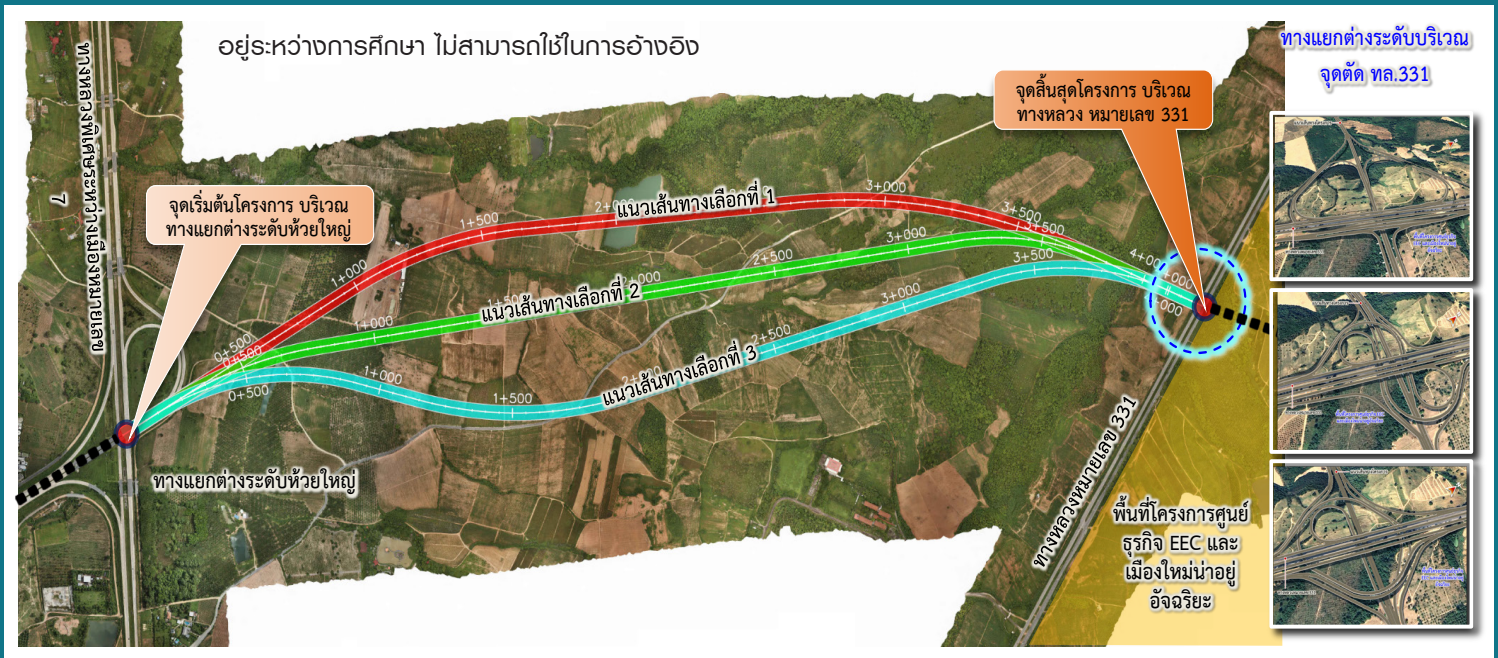 อยู่ระหว่างการศึกษา ไม่สามารถใช้ในการอ้างอิง
ทางหลวงพิเศษระหว่างเมืองหมายเลข
7
จุดเริ่มต้นโครงการ บริเวณ
ทางแยกต่างระดับห้วยใหญ่
จุดสิ้นสุดโครงการ บริเวณ
ทางหลวง หมายเลข 331
ทางแยกต่างระดับบริเวณ
จุดตัด ทล.331
0+500
1+000
1+500
แนวเส้นทางเลือกที่ 1
3+000
3+500
4+000
0+500
1+000
แนวเส้นทางเลือกที่ 2
2+500
3+000
3+500
0+500
1+000
1+500
แนวเส้นทางเลือกที่ 3
2+500
3+000
3+500
ทางแยกต่างระดับห้วยใหญ่
ทางหลวงหมายเลข 331
พื้นที่โครงการศูนย์
ธุรกิจ EEC และ
เมืองใหม่น่าอยู่
อัจฉริยะ